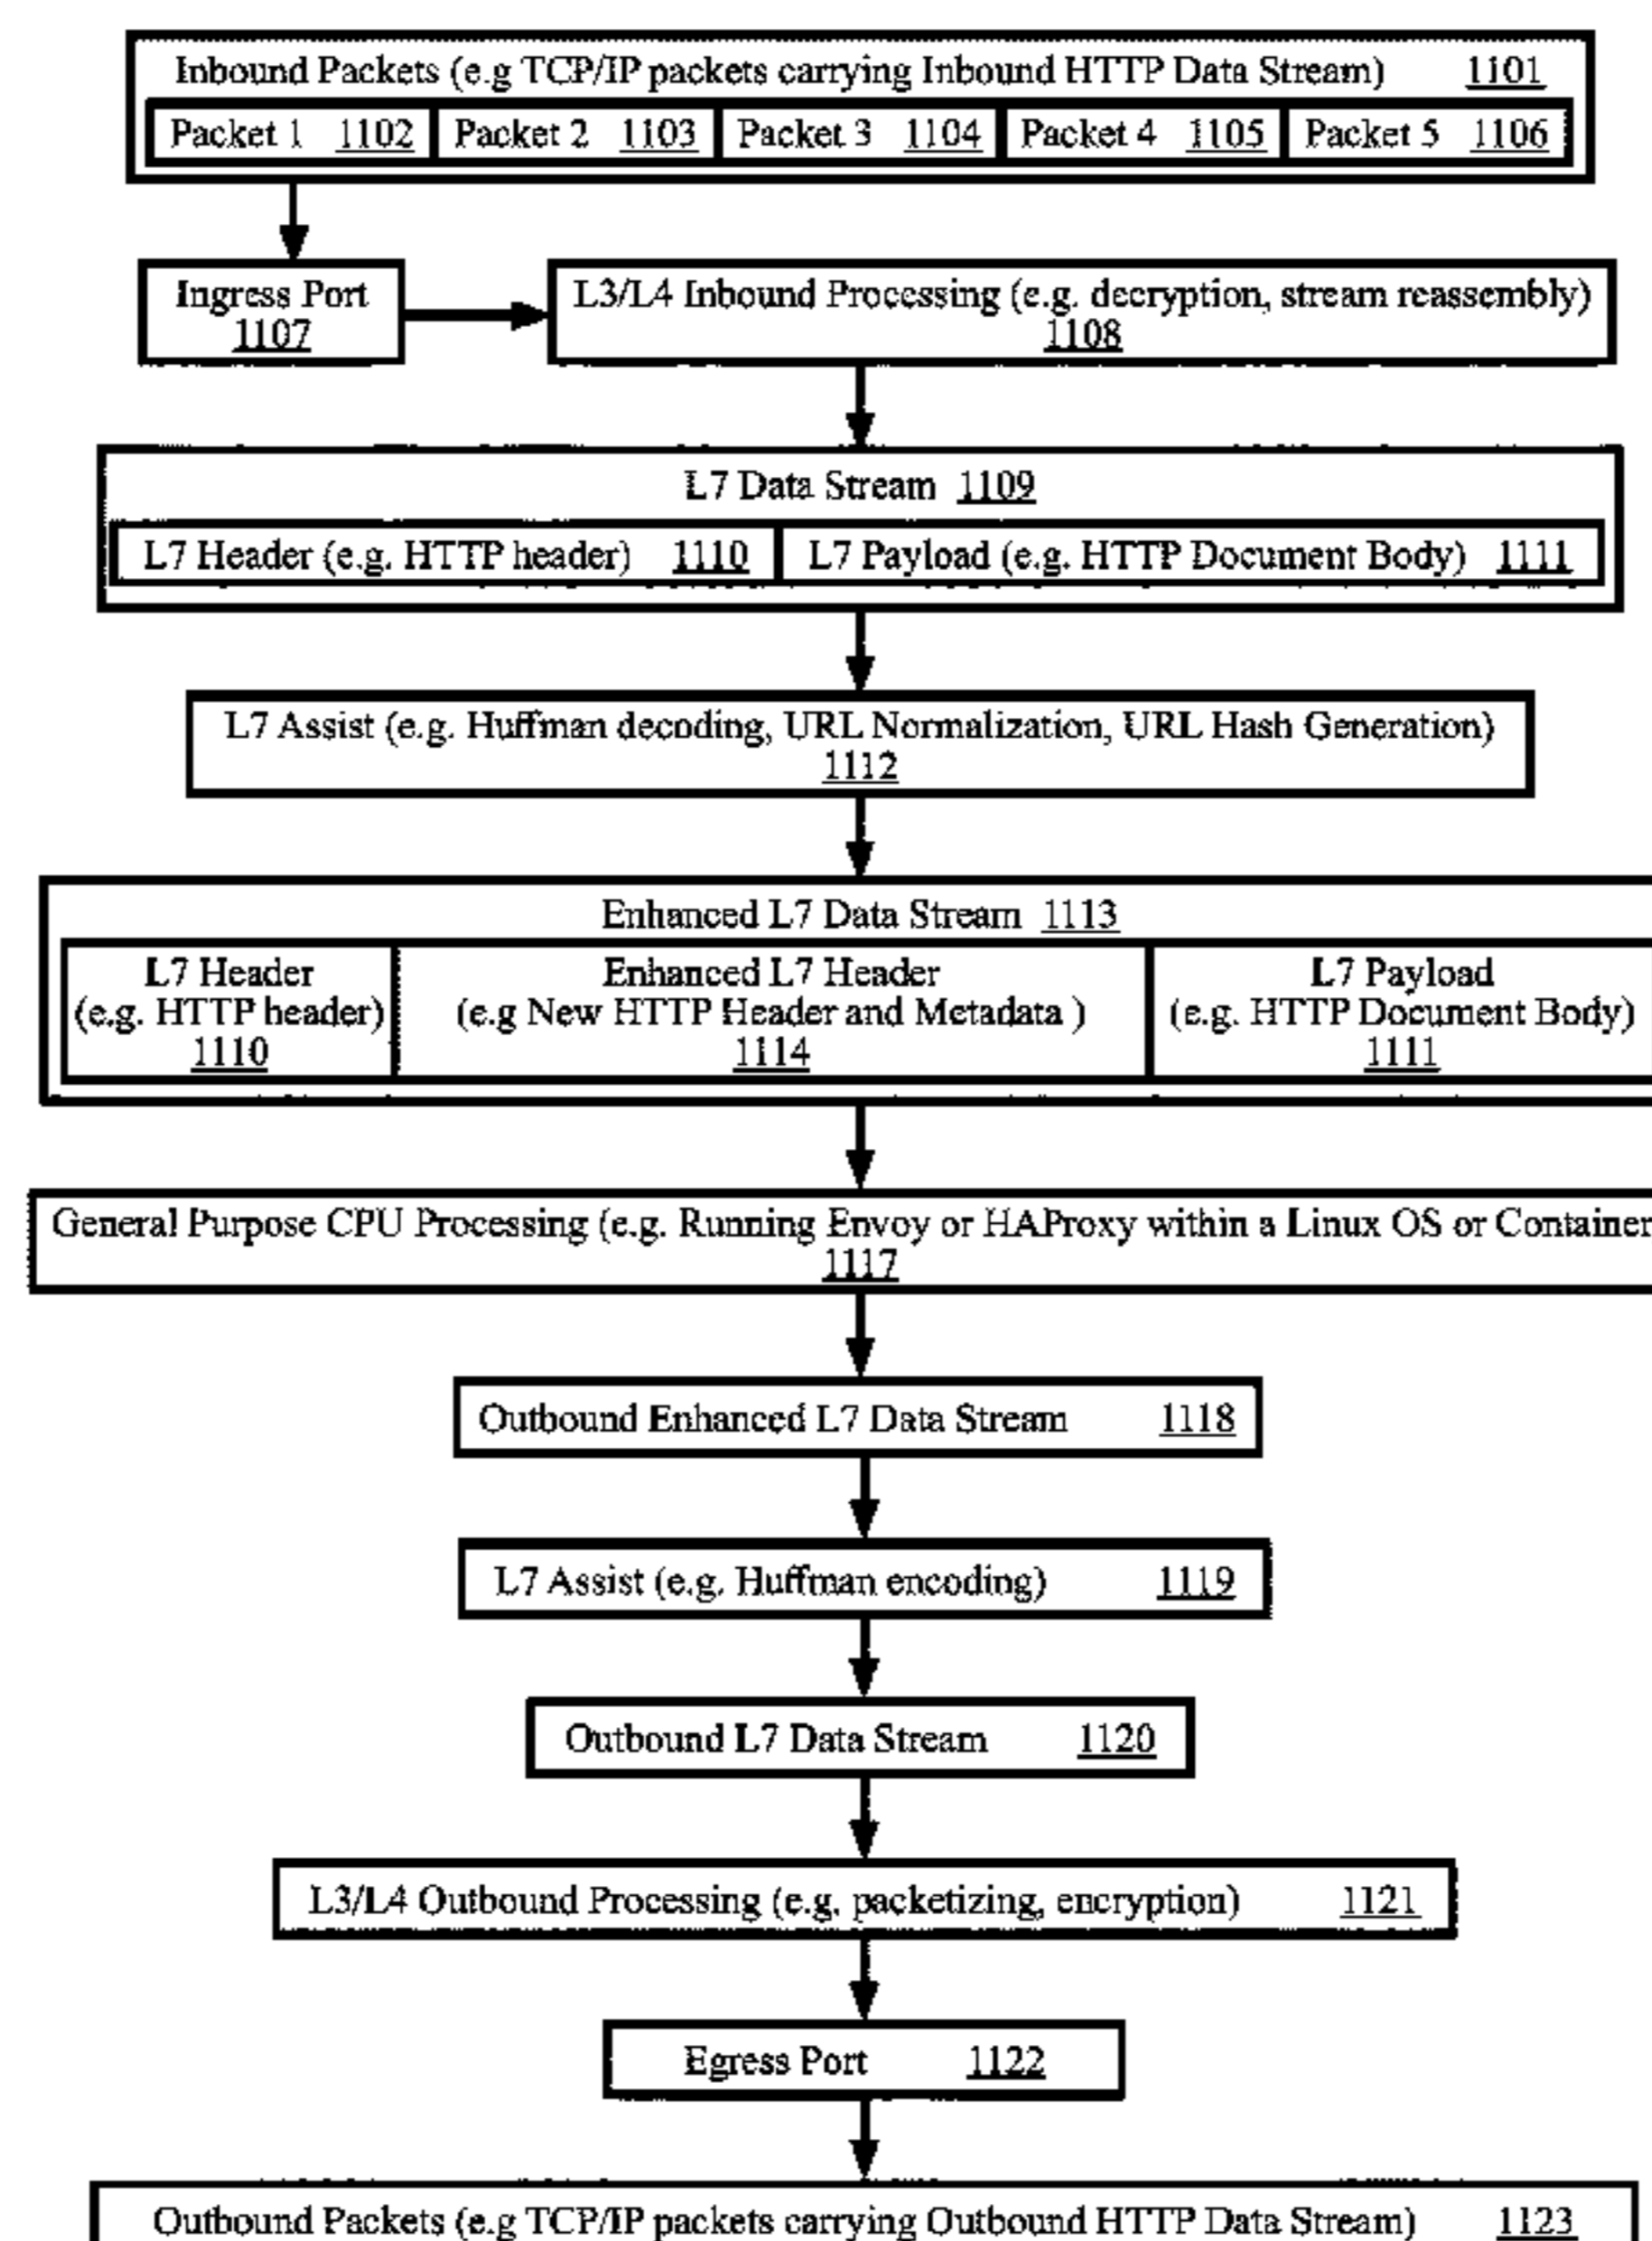 Inbound Packets (e.g TCP/IP packets carrying Inbound HTTP Data Stream) 1101
Packet 1 1102 Packet 2 1103 Packet 3 1104 Packet 4 1105 Packet 5 1106
Ingress Port
1107
L3/L4 Inbound Processing (e.g. decryption, stream reassembly)
1108
L7 Data Stream 1109
L7 Header (e.g. HTTP header) 1110 L7 Payload (e.g. HTTP Document Body) 1111
L7 Assist (e.g. Huffman decoding, URL Normalization, URL Hash Generation)
1112
Enhanced L7 Data Stream 1113
L7 Header
(e.g. HTTP header)
1110
Enhanced L7 Header
(e.g New HTTP Header and Metadata )
1114
L7 Payload
(e.g. HTTP Document Body)
1111
General Purpose CPU Processing (e.g. Running Envoy or HAProxy within a Linux OS or Container
1117
Outbound Enhanced L7 Data Stream 1118
L7 Assist (e.g. Huffman encoding) 1119
Outbound L7 Data Stream 1120
L3/L4 Outbound Processing (e.g. packetizing, encryption) 1121
Egress Port 1122
Outbound Packets (e.g TCP/IP packets carrying Outbound HTTP Data Stream) 1123